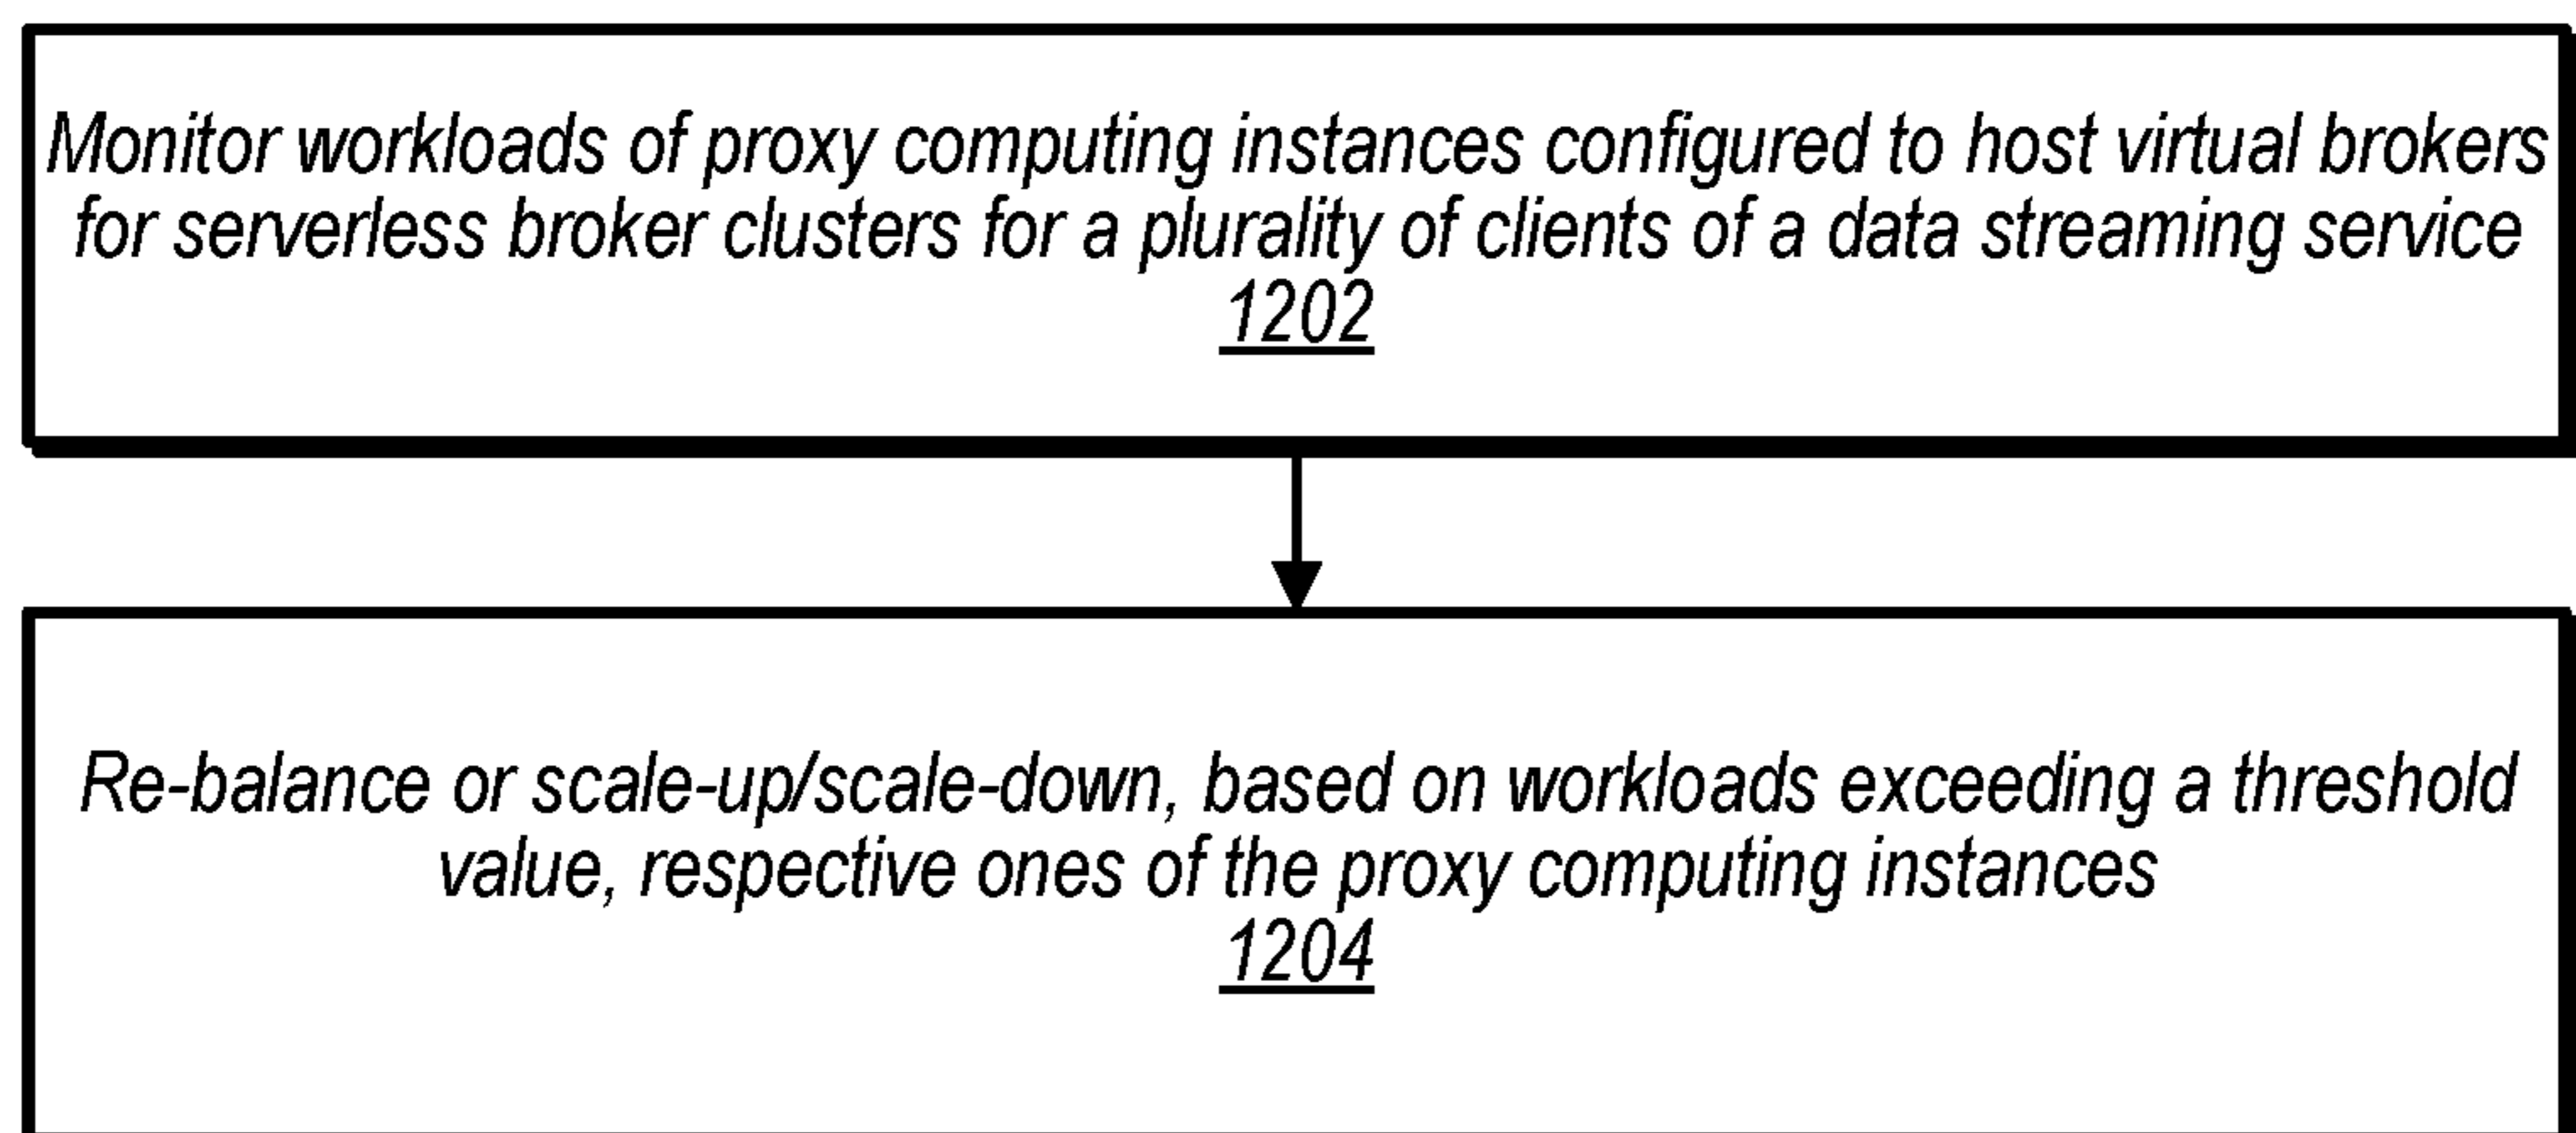 Monitor workloads of proxy computing instances configured to host virtual brokers
for serverless broker clusters for a plurality of clients of a data streaming service
1202
Re-balance or scale-up/scale-down, based on workloads exceeding a threshold
value, respective ones of the proxy computing instances
1204